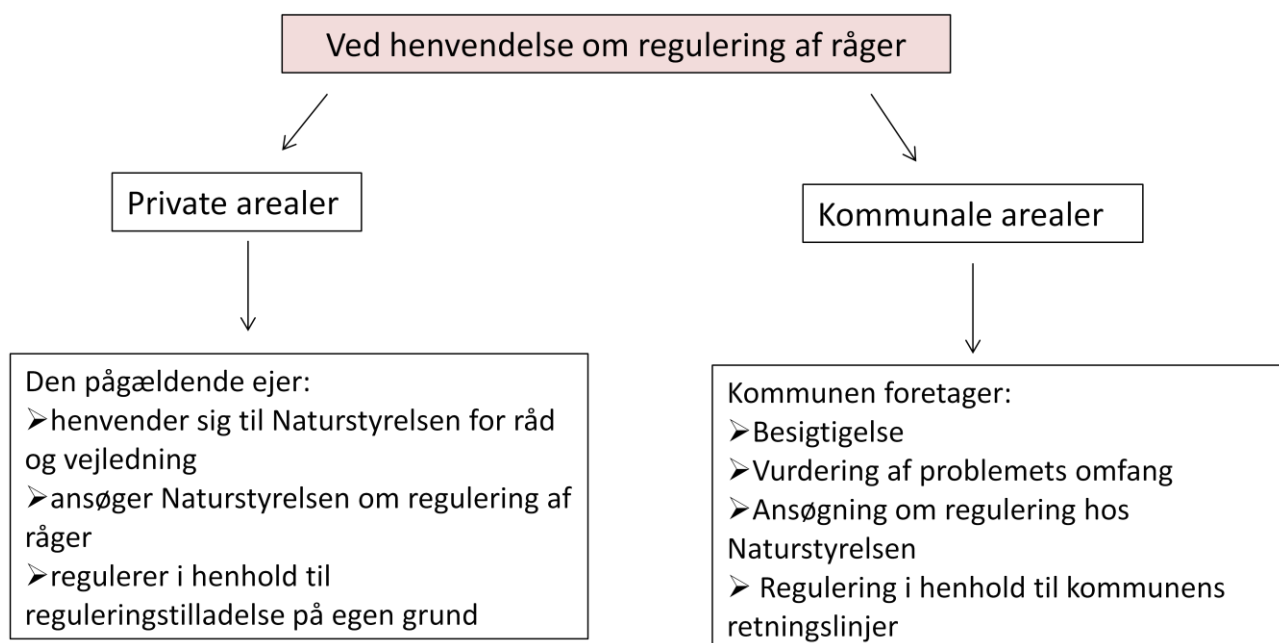 Ved henvendelse om regulering af råger
Private arealer
Kommunale arealer
Den pågældende ejer:
➢henvender sig til Naturstyrelsen for råd
og vejledning
➢ansøger Naturstyrelsen om regulering af
råger
➢regulerer i henhold til
reguleringstilladelse på egen grund
Kommunen foretager:
➢Besigtigelse
➢Vurdering af problemets omfang
➢Ansøgning om regulering hos
Naturstyrelsen
➢ Regulering i henhold til kommunens
retningslinjer